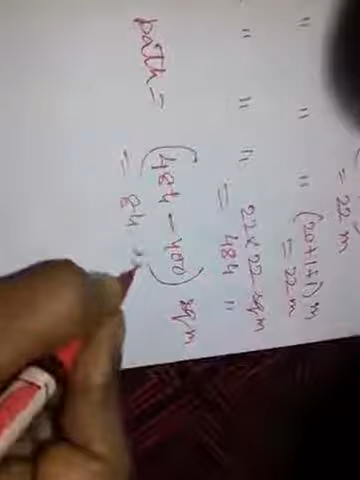 = 22 m
" " " (20+1+1) m
= 22 m
" " " 22 × 22 sq m
= 484 "
path = (484 - 400) sq m
= 84 "